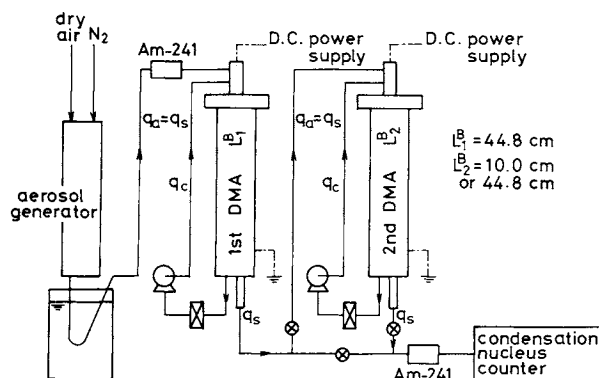 dry
air N₂
Am-241
D.C. power
supply
D.C. power
supply
aerosol
generator
qₐ=qₛ
q_c
1st DMA L₁ᴮ
qₛ
qₐ=qₛ
q_c
2nd DMA L₂ᴮ
qₛ
L₁ᴮ=44.8 cm
L₂ᴮ=10.0 cm
or 44.8 cm
Am-241
condensation
nucleus
counter